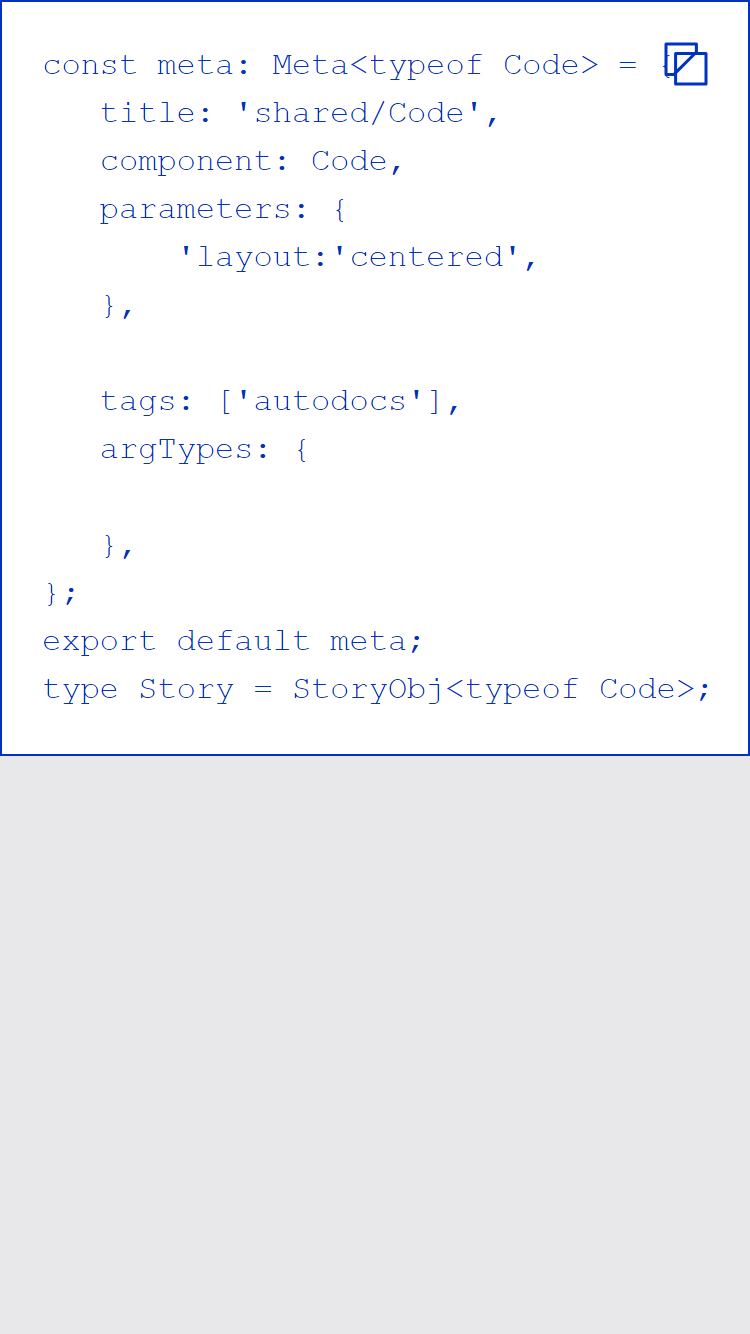 const meta: Meta<typeof Code> = {
title: 'shared/Code',
component: Code,
parameters: {
'layout:'centered',
},
tags: ['autodocs'],
argTypes: {
},
};
export default meta;
type Story = StoryObj<typeof Code>;